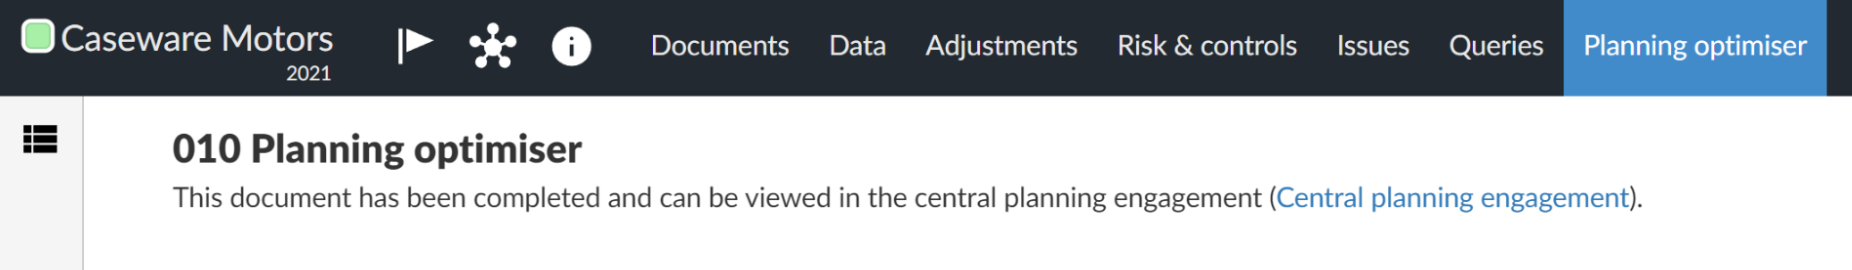 Caseware Motors
2021
Documents Data Adjustments Risk & controls Issues Queries Planning optimiser
010 Planning optimiser
This document has been completed and can be viewed in the central planning engagement (Central planning engagement).